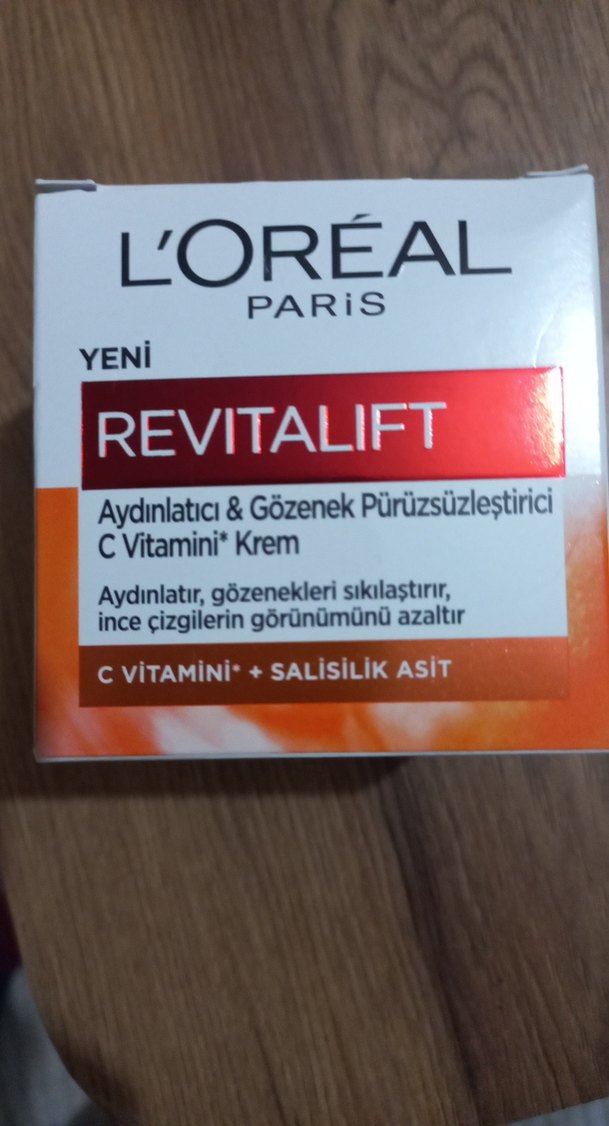 L'ORÉAL
PARiS
YENİ
REVITALIFT
Aydınlatıcı & Gözenek Pürüzsüzleştirici
C Vitamini* Krem
Aydınlatır, gözenekleri sıkılaştırır,
ince çizgilerin görünümünü azaltır
C VİTAMİNİ* + SALİSİLİK ASİT